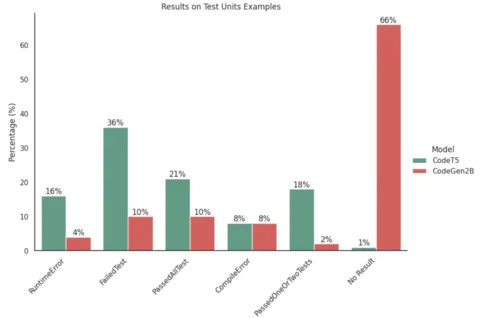 Results on Test Units Examples
Percentage (%)
60
50
40
30
20
10
0
16%
4%
36%
10%
21%
10%
8%
8%
18%
2%
1%
66%
RuntimeError
FailedTest
PassedAllTest
CompileError
PassedOneOrTwoTests
No Result
Model
CodeT5
CodeGen2B